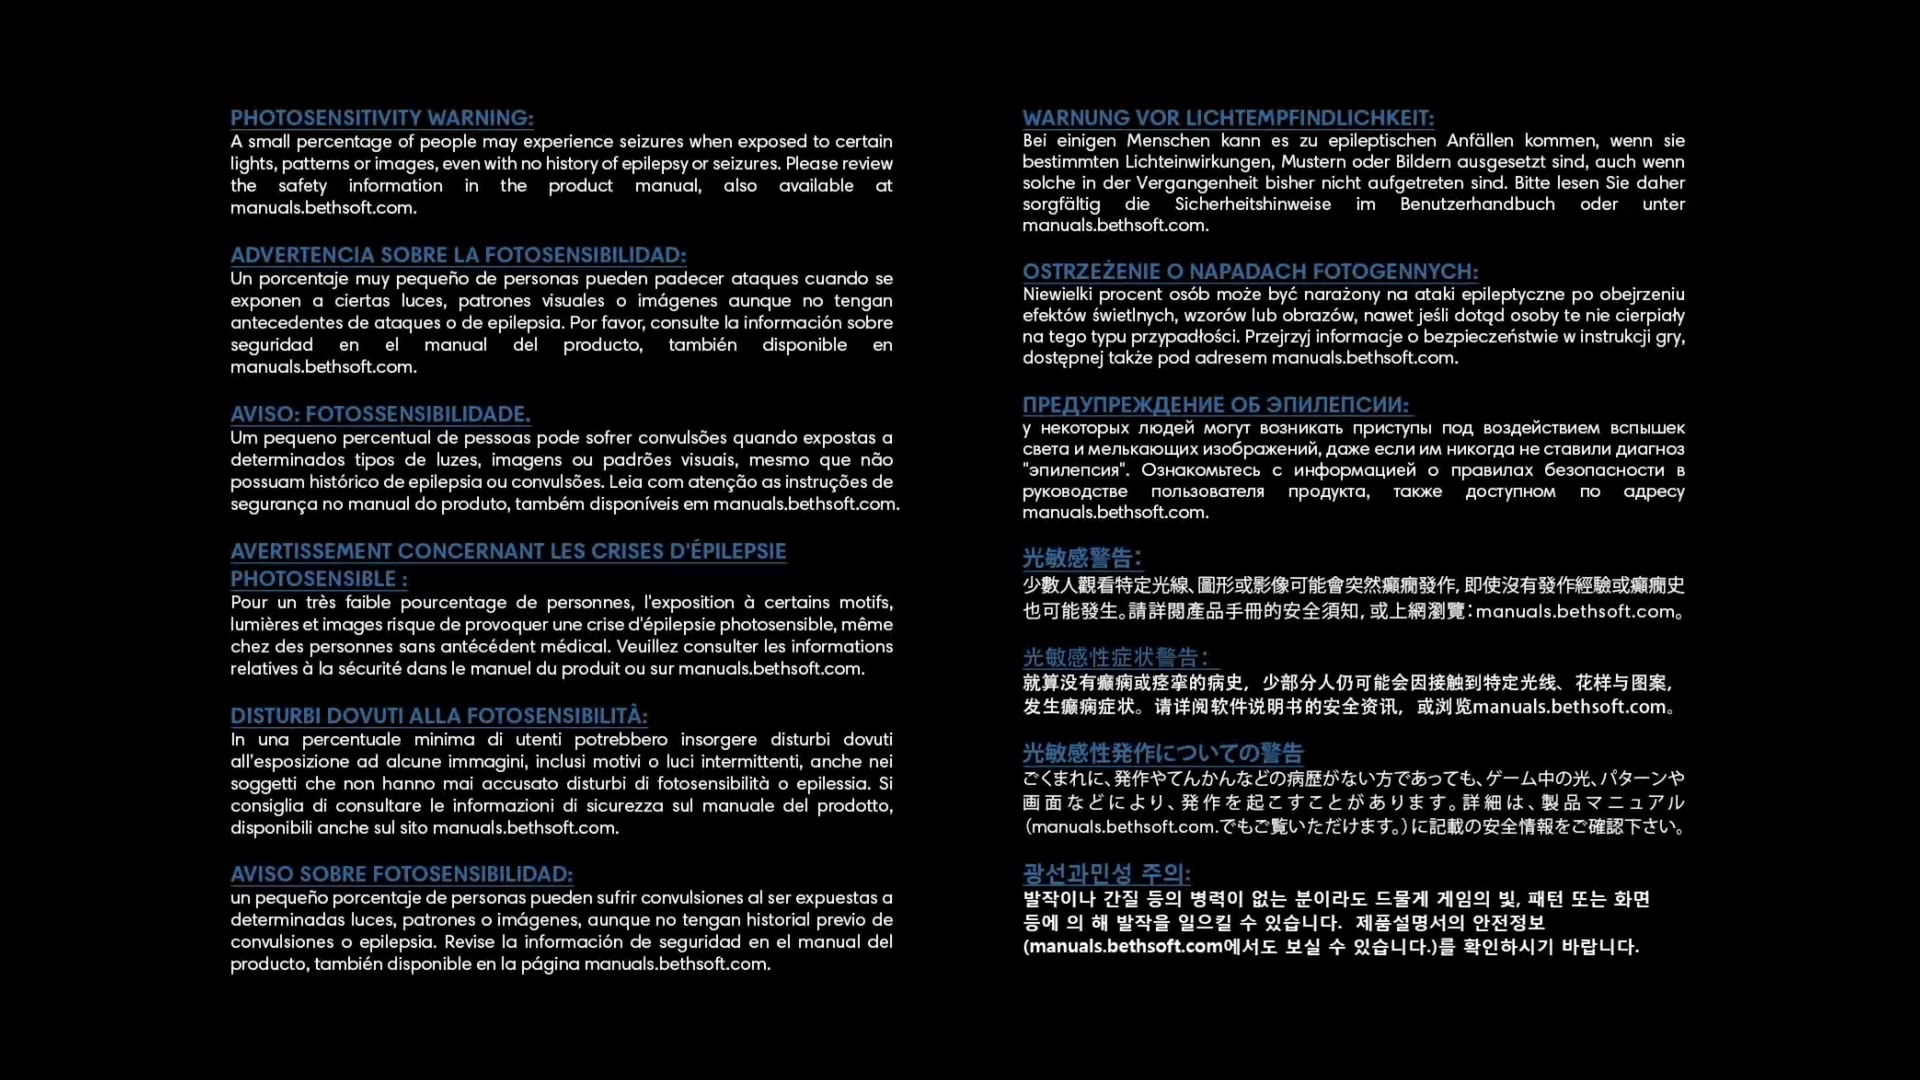 PHOTOSENSITIVITY WARNING:
A small percentage of people may experience seizures when exposed to certain
lights, patterns or images, even with no history of epilepsy or seizures. Please review
the safety information in the product manual, also available at
manuals.bethsoft.com.
ADVERTENCIA SOBRE LA FOTOSENSIBILIDAD:
Un porcentaje muy pequeño de personas pueden padecer ataques cuando se
exponen a ciertas luces, patrones visuales o imágenes aunque no tengan
antecedentes de ataques o de epilepsia. Por favor, consulte la información sobre
seguridad en el manual del producto, también disponible en
manuals.bethsoft.com.
AVISO: FOTOSSENSIBILIDADE.
Um pequeno percentual de pessoas pode sofrer convulsões quando expostas a
determinados tipos de luzes, imagens ou padrões visuais, mesmo que não
possuam histórico de epilepsia ou convulsões. Leia com atenção as instruções de
segurança no manual do produto, também disponíveis em manuals.bethsoft.com.
AVERTISSEMENT CONCERNANT LES CRISES D'ÉPILEPSIE
PHOTOSENSIBLE :
Pour un très faible pourcentage de personnes, l'exposition à certains motifs,
lumières et images risque de provoquer une crise d'épilepsie photosensible, même
chez des personnes sans antécédent médical. Veuillez consulter les informations
relatives à la sécurité dans le manuel du produit ou sur manuals.bethsoft.com.
DISTURBI DOVUTI ALLA FOTOSENSIBILITÀ:
In una percentuale minima di utenti potrebbero insorgere disturbi dovuti
all'esposizione ad alcune immagini, inclusi motivi o luci intermittenti, anche nei
soggetti che non hanno mai accusato disturbi di fotosensibilità o epilessia. Si
consiglia di consultare le informazioni di sicurezza sul manuale del prodotto,
disponibili anche sul sito manuals.bethsoft.com.
AVISO SOBRE FOTOSENSIBILIDAD:
un pequeño porcentaje de personas pueden sufrir convulsiones al ser expuestas a
determinadas luces, patrones o imágenes, aunque no tengan historial previo de
convulsiones o epilepsia. Revise la información de seguridad en el manual del
producto, también disponible en la página manuals.bethsoft.com.
WARNUNG VOR LICHTEMPFINDLICHKEIT:
Bei einigen Menschen kann es zu epileptischen Anfällen kommen, wenn sie
bestimmten Lichteinwirkungen, Mustern oder Bildern ausgesetzt sind, auch wenn
solche in der Vergangenheit bisher nicht aufgetreten sind. Bitte lesen Sie daher
sorgfältig die Sicherheitshinweise im Benutzerhandbuch oder unter
manuals.bethsoft.com.
OSTRZEŻENIE O NAPADACH FOTOGENNYCH:
Niewielki procent osób może być narażony na ataki epileptyczne po obejrzeniu
efektów świetlnych, wzorów lub obrazów, nawet jeśli dotąd osoby te nie cierpiały
na tego typu przypadłości. Przejrzyj informacje o bezpieczeństwie w instrukcji gry,
dostępnej także pod adresem manuals.bethsoft.com.
ПРЕДУПРЕЖДЕНИЕ ОБ ЭПИЛЕПСИИ:
у некоторых людей могут возникать приступы под воздействием вспышек
света и мелькающих изображений, даже если им никогда не ставили диагноз
"эпилепсия". Ознакомьтесь с информацией о правилах безопасности в
руководстве пользователя продукта, также доступном по адресу
manuals.bethsoft.com.
光敏感警告：
少數人觀看特定光線、圖形或影像可能會突然癲癇發作，即使沒有發作經驗或癲癇史
也可能發生。請詳閱產品手冊的安全須知，或上網瀏覽：manuals.bethsoft.com。
光敏感性症状警告：
就算没有癫痫或痉挛的病史，少部分人仍可能会因接触到特定光线、花样与图案，
发生癫痫症状。请详阅软件说明书的安全资讯，或浏览manuals.bethsoft.com。
光敏感性発作についての警告
ごくまれに、発作やてんかんなどの病歴がない方であっても、ゲーム中の光、パターンや
画面などにより、発作を起こすことがあります。詳細は、製品マニュアル
（manuals.bethsoft.com.でもご覧いただけます。）に記載の安全情報をご確認下さい。
광선과민성 주의:
발작이나 간질 등의 병력이 없는 분이라도 드물게 게임의 빛, 패턴 또는 화면
등에 의 해 발작을 일으킬 수 있습니다. 제품설명서의 안전정보
(manuals.bethsoft.com에서도 보실 수 있습니다.)를 확인하시기 바랍니다.